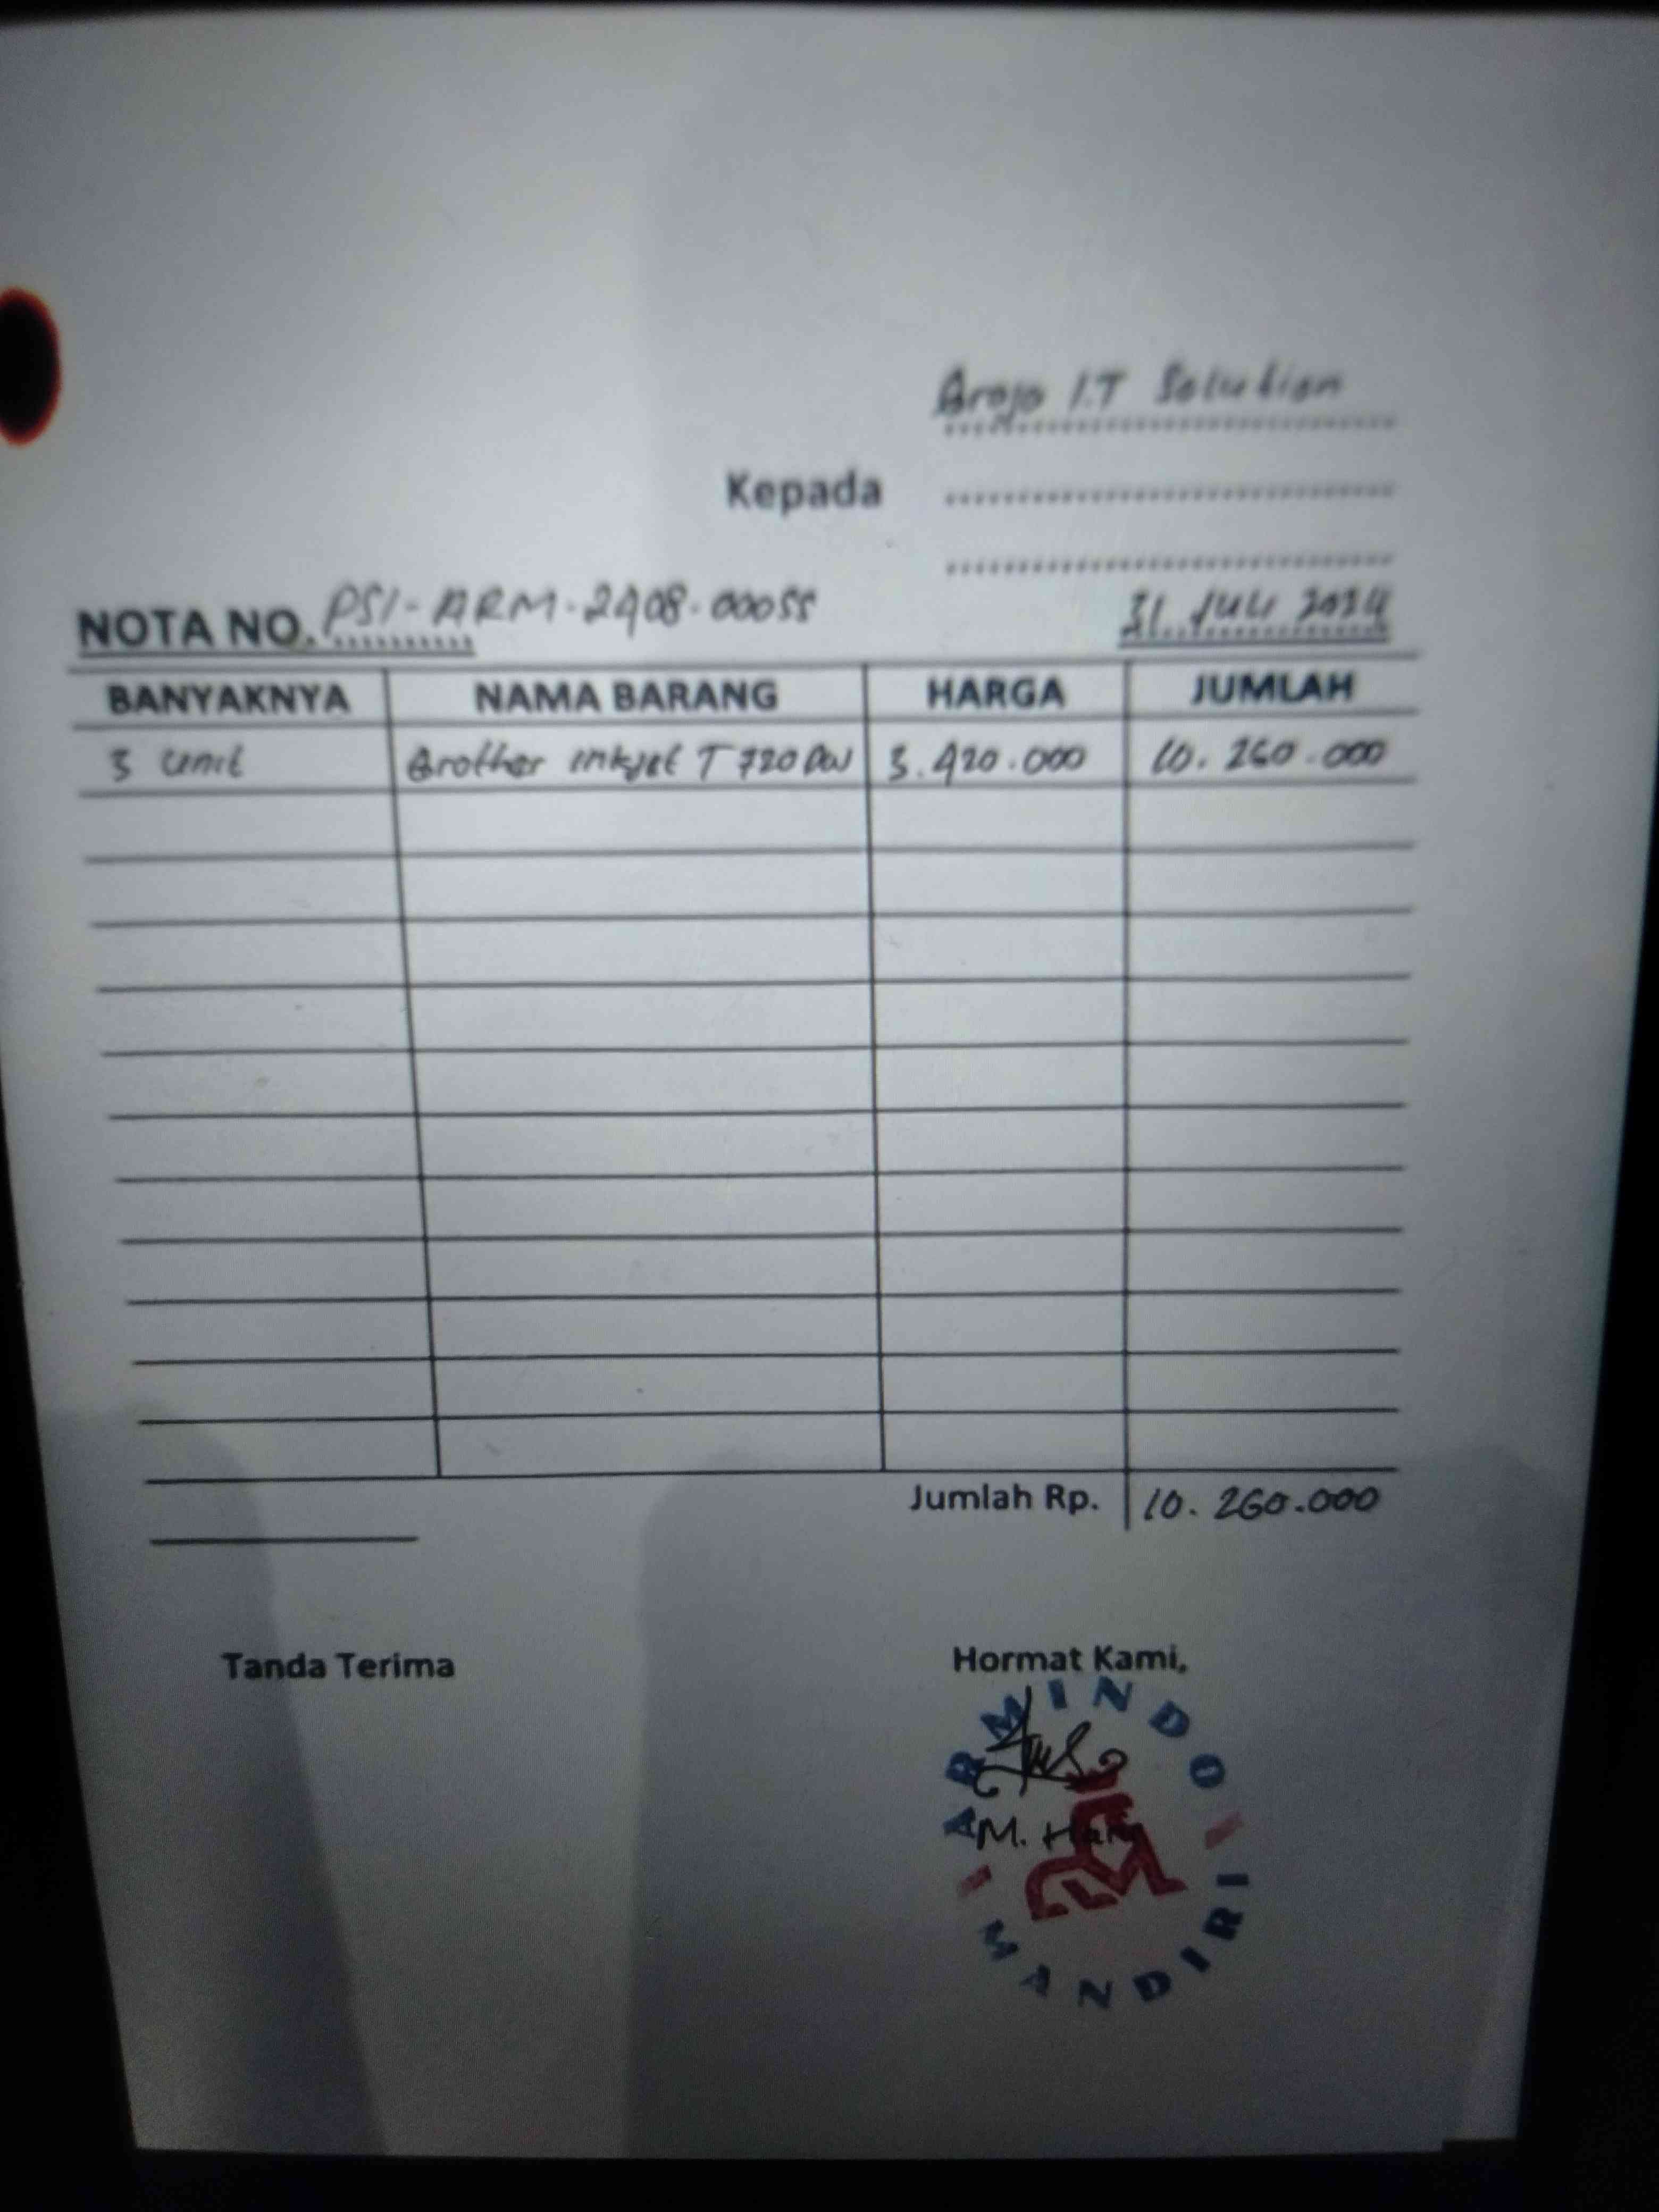 Brojo I.T Solution
Kepada
NOTA NO. PSI-ARM-2408-00055
31 Juli 2024
BANYAKNYA NAMA BARANG HARGA JUMLAH
3 unit Brother inkjet T 720 DW 3.420.000 10.260.000
Jumlah Rp. 10.260.000
Tanda Terima
Hormat Kami,
ARMINDO
M. Hari
MANDIRI